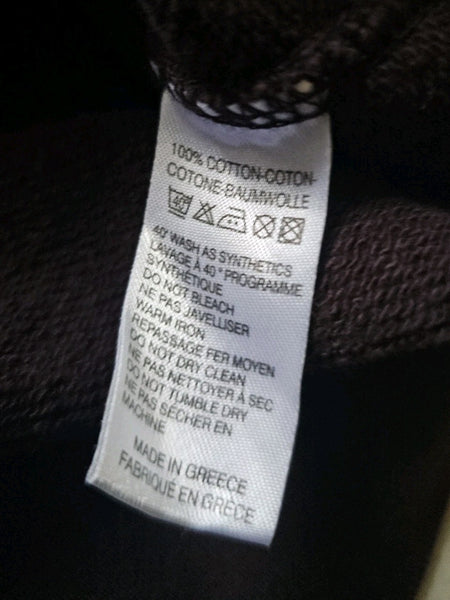 100% COTTON-COTON-
COTONE-BAUMWOLLE
40°
40° WASH AS SYNTHETICS
LAVAGE À 40° PROGRAMME
SYNTHÉTIQUE
DO NOT BLEACH
NE PAS JAVELLISER
WARM IRON
REPASSAGE FER MOYEN
DO NOT DRY CLEAN
NE PAS NETTOYER À SEC
DO NOT TUMBLE DRY
NE PAS SÉCHER EN
MACHINE
MADE IN GREECE
FABRIQUÉ EN GRÈCE